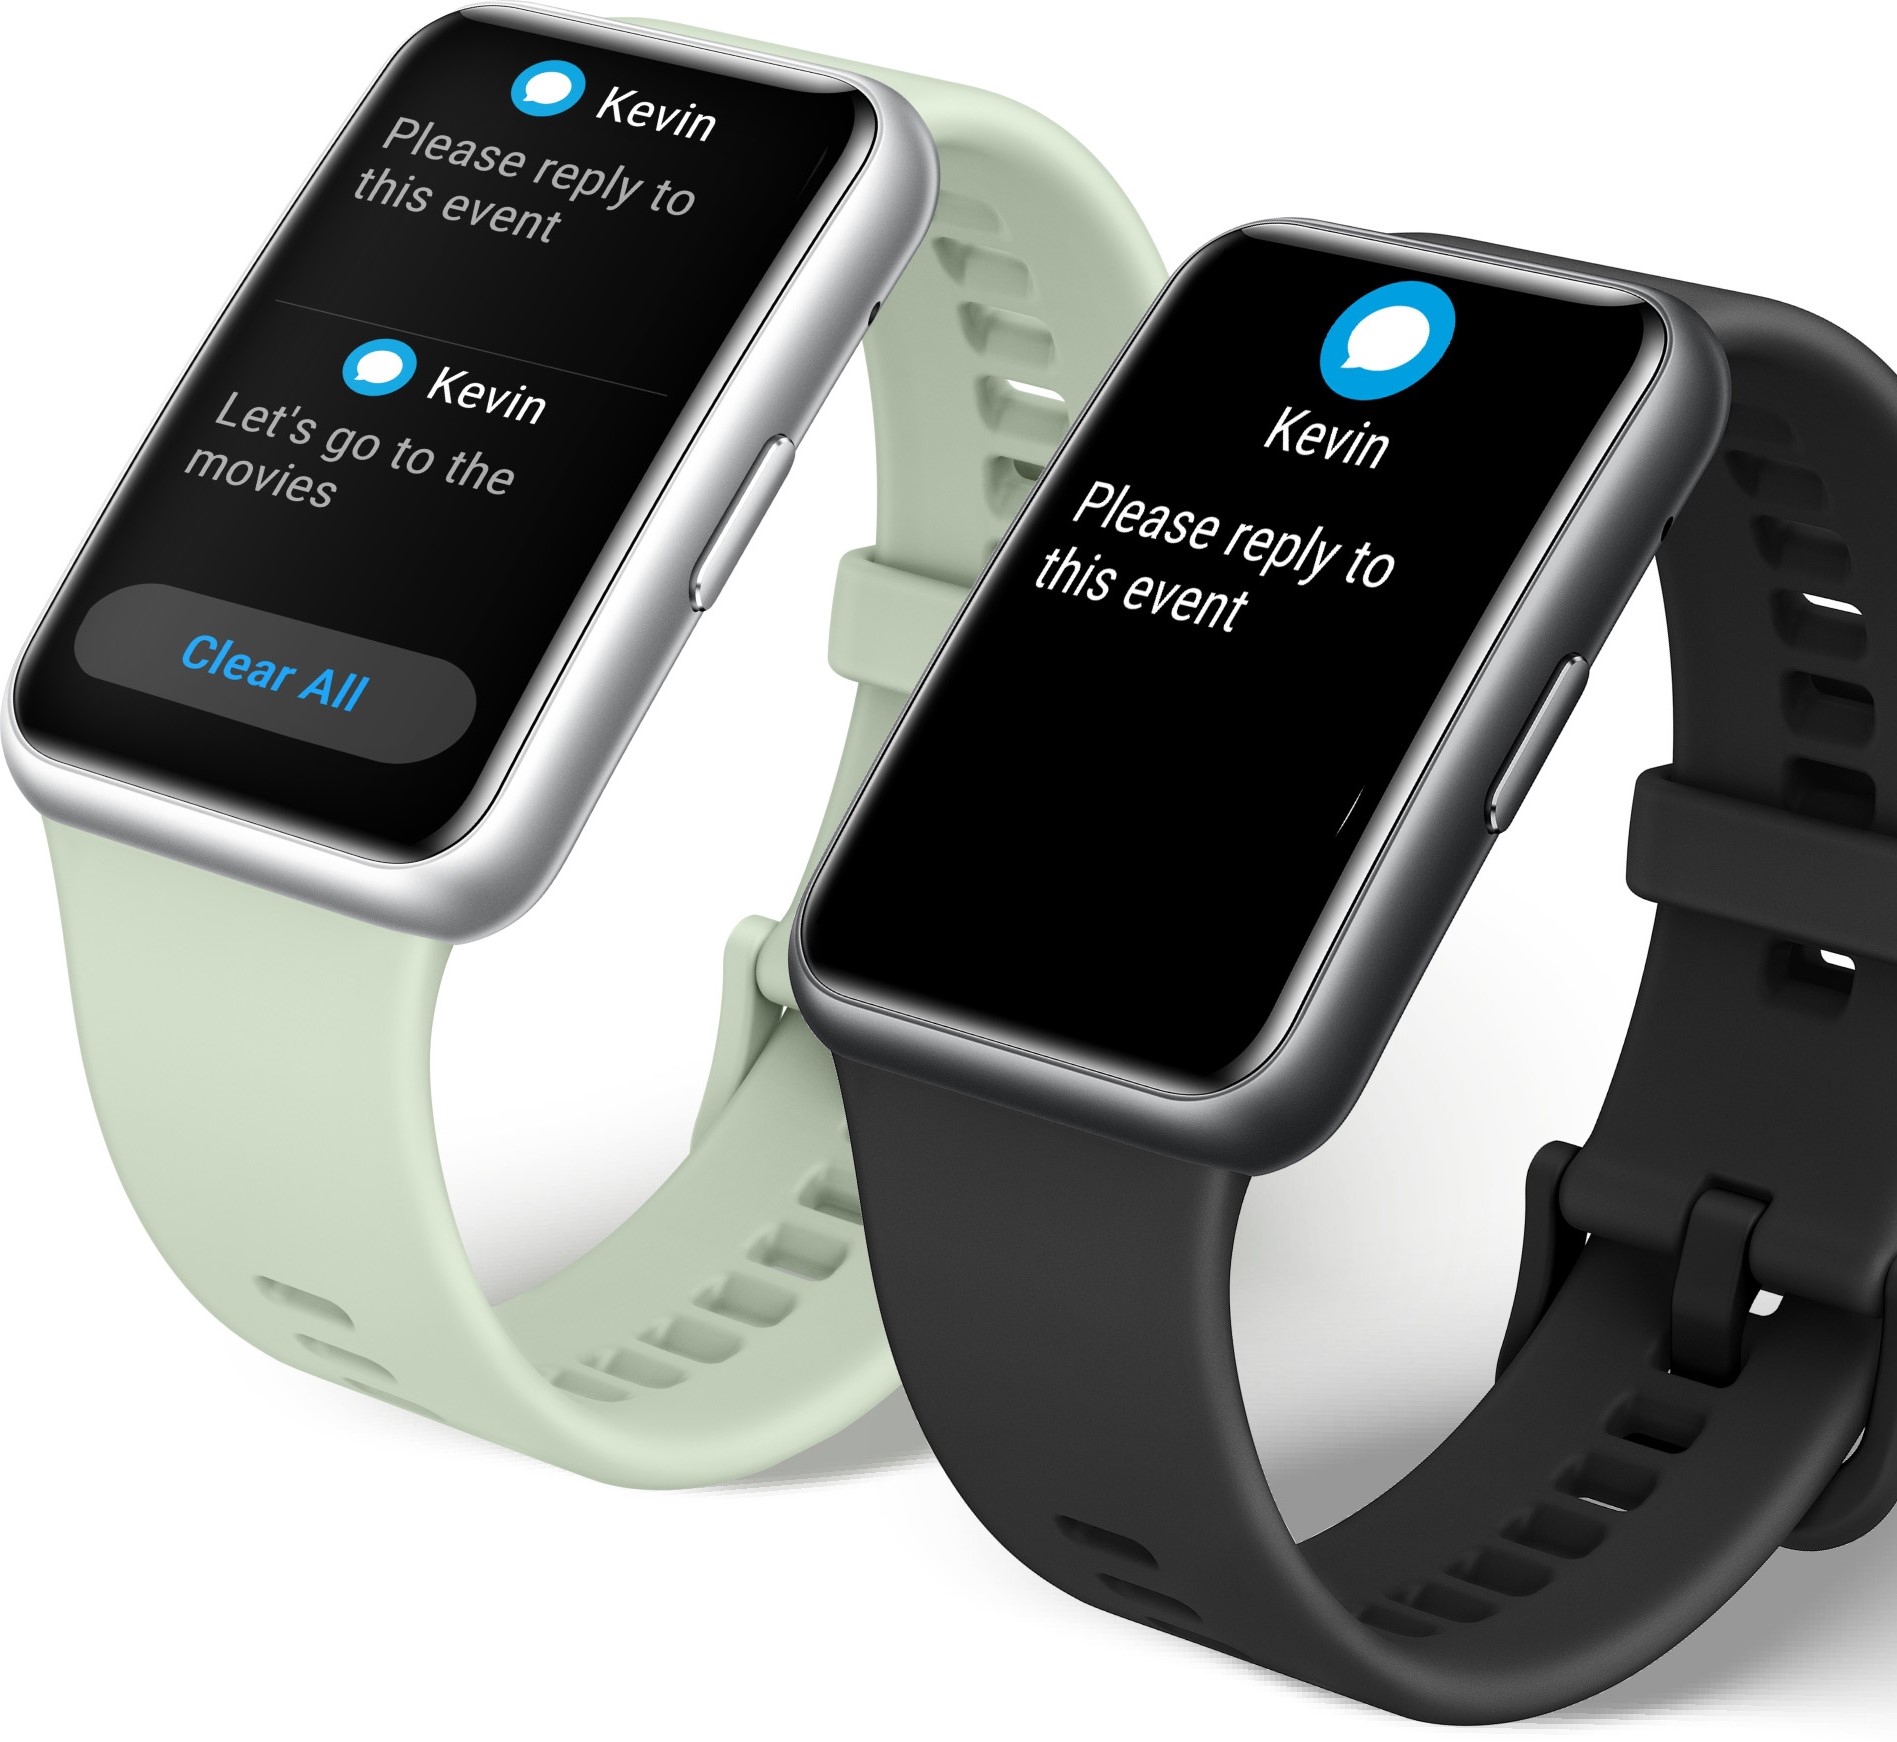 Kevin
Please reply to
this event
Kevin
Let's go to the
movies
Clear All
Kevin
Please reply to
this event